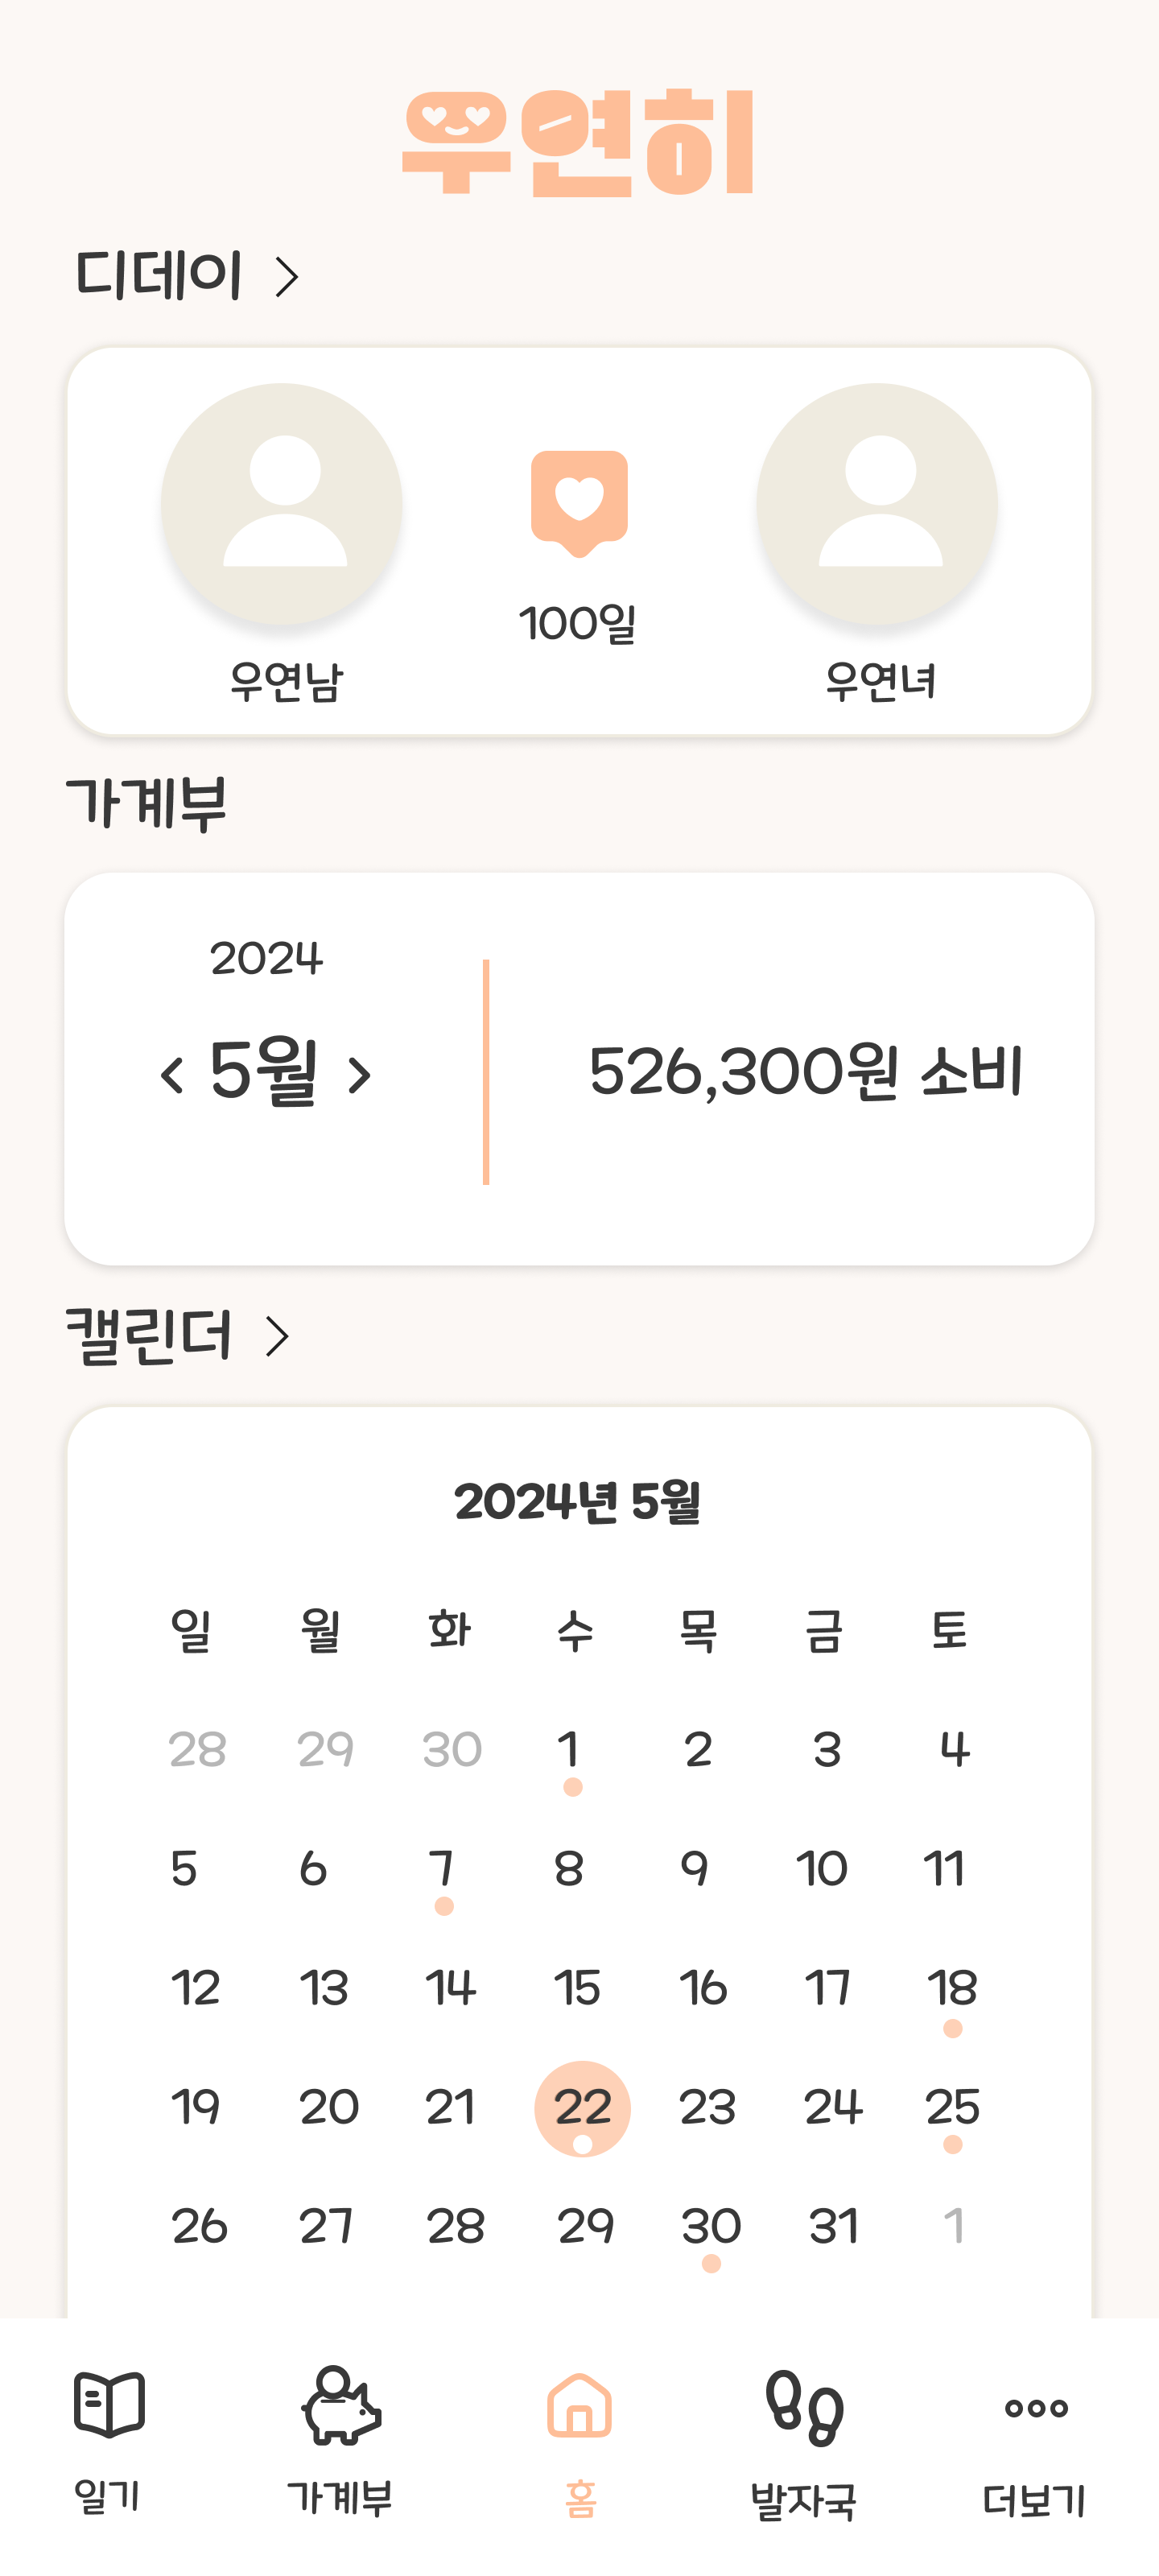 우연히
디데이
100일
우연남 우연녀
가계부
2024
5월
526,300원 소비
캘린더
2024년 5월
일 월 화 수 목 금 토
28 29 30 1 2 3 4
5 6 7 8 9 10 11
12 13 14 15 16 17 18
19 20 21 22 23 24 25
26 27 28 29 30 31 1
일기 가계부 홈 발자국 더보기